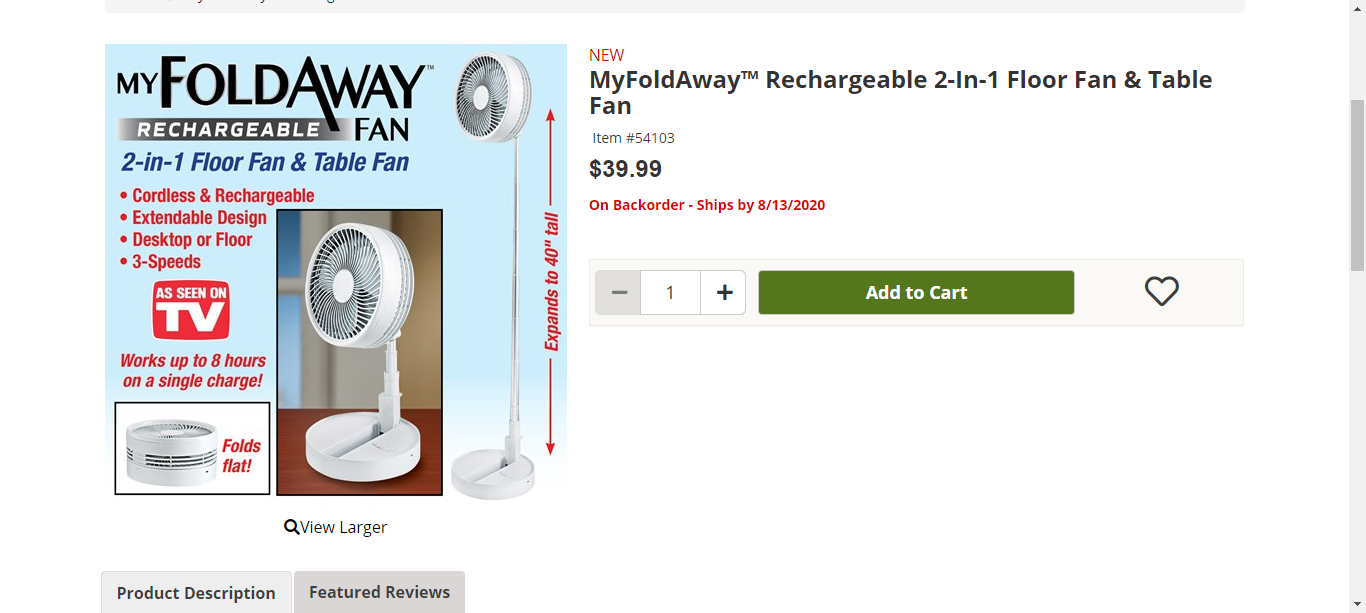 MYFOLDAWAY™
RECHARGEABLE FAN
2-in-1 Floor Fan & Table Fan
• Cordless & Rechargeable
• Extendable Design
• Desktop or Floor
• 3-Speeds
AS SEEN ON
TV
Works up to 8 hours
on a single charge!
Folds
flat!
Expands to 40" tall
View Larger
NEW
MyFoldAway™ Rechargeable 2-In-1 Floor Fan & Table
Fan
Item #54103
$39.99
On Backorder - Ships by 8/13/2020
1
Add to Cart
Product Description
Featured Reviews